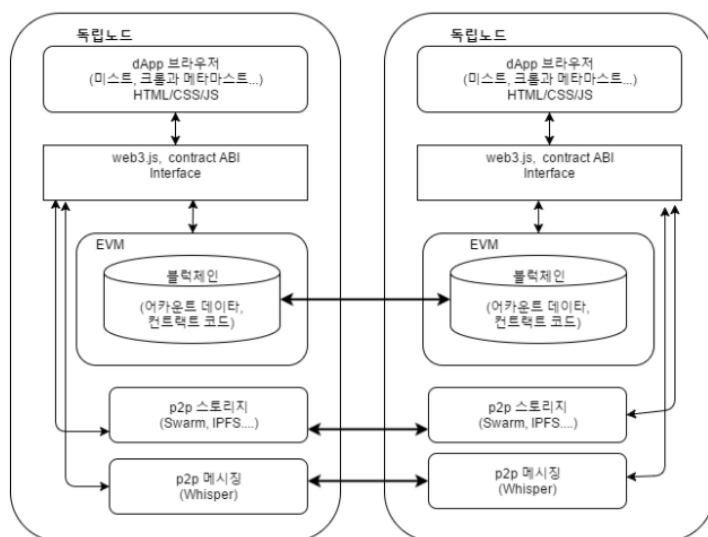 독립노드
dApp 브라우저
(미스트, 크롬과 메타마스트...)
HTML/CSS/JS
web3.js, contract ABI
Interface
EVM
블럭체인
(어카운트 데이타,
컨트랙트 코드)
p2p 스토리지
(Swarm, IPFS....)
p2p 메시징
(Whisper)
독립노드
dApp 브라우저
(미스트, 크롬과 메타마스트...)
HTML/CSS/JS
web3.js, contract ABI
Interface
EVM
블럭체인
(어카운트 데이타,
컨트랙트 코드)
p2p 스토리지
(Swarm, IPFS....)
p2p 메시징
(Whisper)